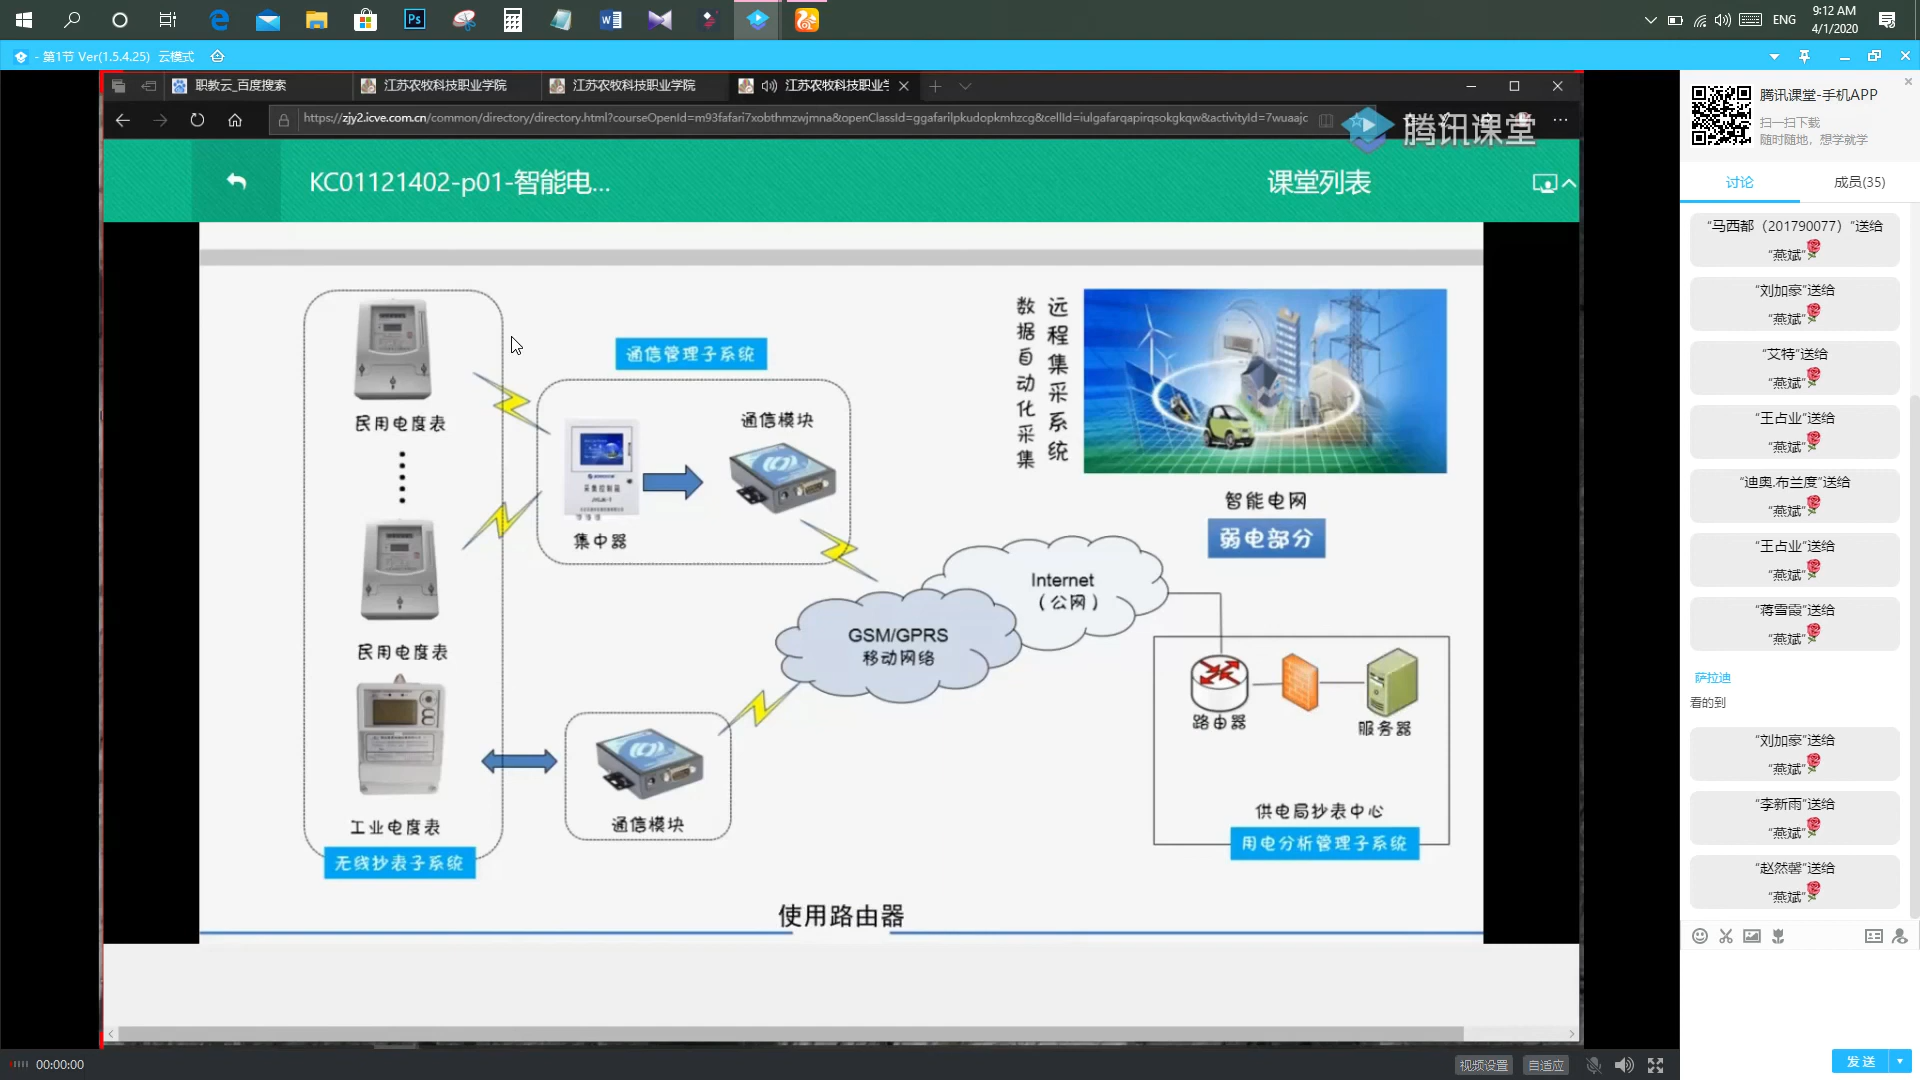 ENG
9:12 AM
4/1/2020
- 第1节 Ver(1.5.4.25) 云模式
职教云_百度搜索
江苏农牧科技职业学院
江苏农牧科技职业学院
江苏农牧科技职业学
https://zjy2.icve.com.cn/common/directory/directory.html?courseOpenId=m93fafari7xobthmzwjmna&openClassId=ggafarilpkudopkmhzcg&cellId=iulgafarqapirqsokgkqw&activityId=7wuaajc
腾讯课堂
KC01121402-p01-智能电...
课堂列表
民用电度表
民用电度表
工业电度表
无线抄表子系统
通信管理子系统
通信模块
采集控制器
集中器
通信模块
远程集采系统
数据自动化采集
智能电网
弱电部分
Internet
（公网）
GSM/GPRS
移动网络
路由器
服务器
供电局抄表中心
用电分析管理子系统
使用路由器
腾讯课堂-手机APP
扫一扫下载
随时随地，想学就学
讨论
成员(35)
“马西都（201790077）”送给
“燕斌”
“刘加豪”送给
“燕斌”
“艾特”送给
“燕斌”
“王占业”送给
“燕斌”
“迪奥.布兰度”送给
“燕斌”
“王占业”送给
“燕斌”
“蒋雪霞”送给
“燕斌”
萨拉迪
看的到
“刘加豪”送给
“燕斌”
“李新雨”送给
“燕斌”
“赵然馨”送给
“燕斌”
00:00:00
视频设置
自适应
发送